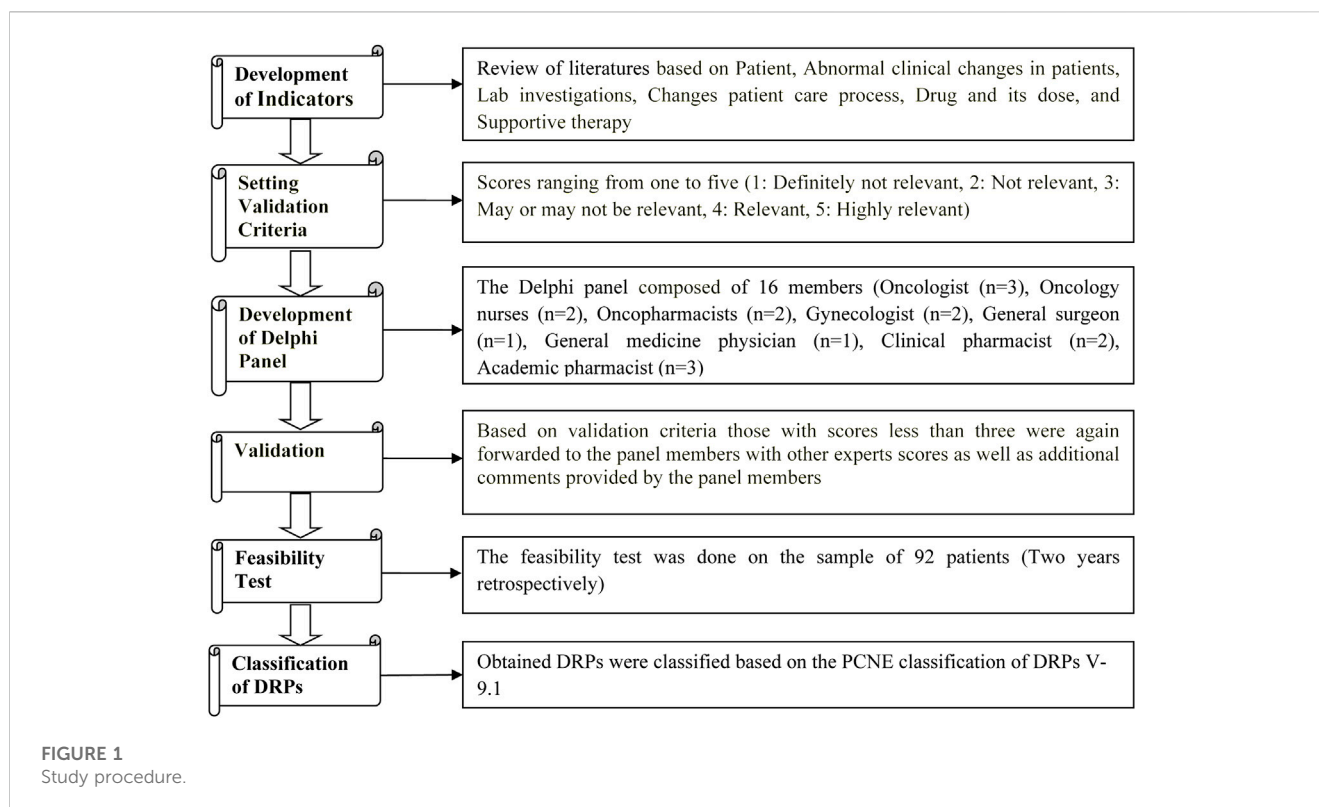 Development
of Indicators
Review of literatures based on Patient, Abnormal clinical changes in patients,
Lab investigations, Changes patient care process, Drug and its dose, and
Supportive therapy
Setting
Validation
Criteria
Scores ranging from one to five (1: Definitely not relevant, 2: Not relevant, 3:
May or may not be relevant, 4: Relevant, 5: Highly relevant)
Development
of Delphi
Panel
The Delphi panel composed of 16 members (Oncologist (n=3), Oncology
nurses (n=2), Oncopharmacists (n=2), Gynecologist (n=2), General surgeon
(n=1), General medicine physician (n=1), Clinical pharmacist (n=2),
Academic pharmacist (n=3)
Validation
Based on validation criteria those with scores less than three were again
forwarded to the panel members with other experts scores as well as additional
comments provided by the panel members
Feasibility
Test
The feasibility test was done on the sample of 92 patients (Two years
retrospectively)
Classification
of DRPs
Obtained DRPs were classified based on the PCNE classification of DRPs V-
9.1
FIGURE 1
Study procedure.